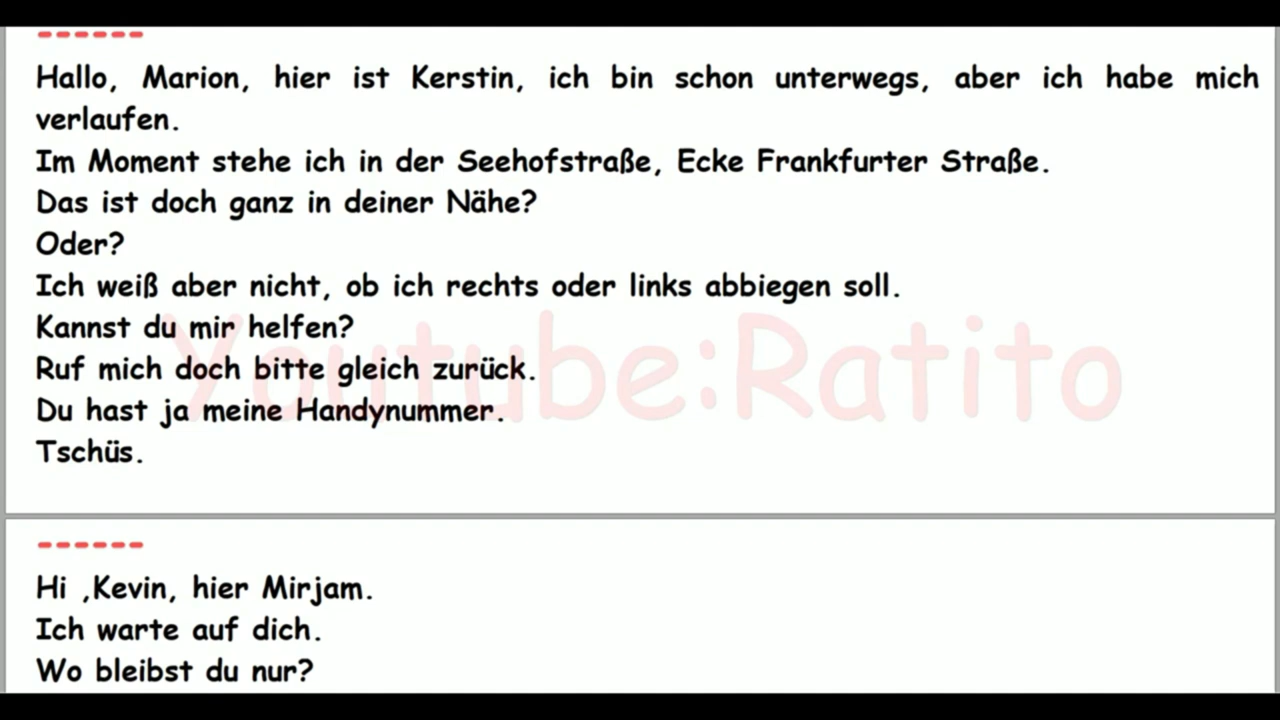 ------
Hallo, Marion, hier ist Kerstin, ich bin schon unterwegs, aber ich habe mich
verlaufen.
Im Moment stehe ich in der Seehofstraße, Ecke Frankfurter Straße.
Das ist doch ganz in deiner Nähe?
Oder?
Ich weiß aber nicht, ob ich rechts oder links abbiegen soll.
Kannst du mir helfen?
Youtube:Ratito
Ruf mich doch bitte gleich zurück.
Du hast ja meine Handynummer.
Tschüs.
------
Hi ,Kevin, hier Mirjam.
Ich warte auf dich.
Wo bleibst du nur?